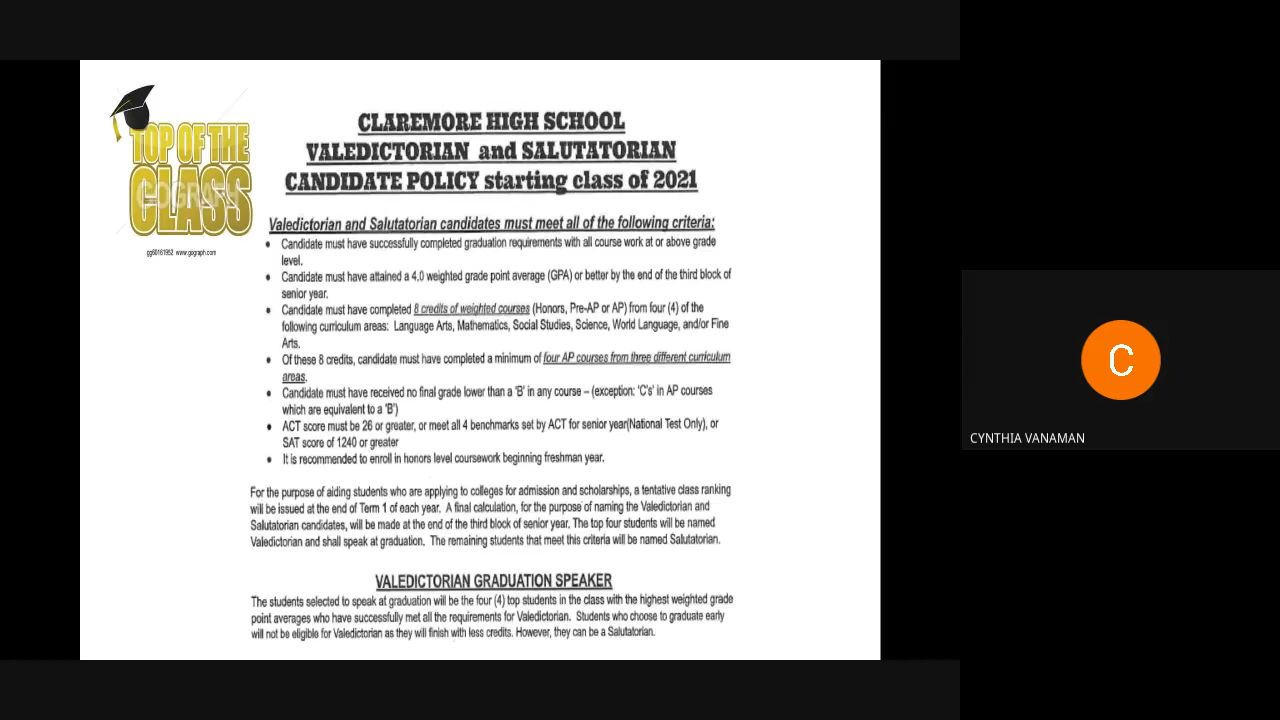 TOP OF THE
CLASS
GOGRAPH
gg60161952 www.gograph.com
CLAREMORE HIGH SCHOOL
VALEDICTORIAN and SALUTATORIAN
CANDIDATE POLICY starting class of 2021
Valedictorian and Salutatorian candidates must meet all of the following criteria:
• Candidate must have successfully completed graduation requirements with all course work at or above grade
level.
• Candidate must have attained a 4.0 weighted grade point average (GPA) or better by the end of the third block of
senior year.
• Candidate must have completed 8 credits of weighted courses (Honors, Pre-AP or AP) from four (4) of the
following curriculum areas: Language Arts, Mathematics, Social Studies, Science, World Language, and/or Fine
Arts.
• Of these 8 credits, candidate must have completed a minimum of four AP courses from three different curriculum
areas.
• Candidate must have received no final grade lower than a 'B' in any course – (exception: 'C's' in AP courses
which are equivalent to a 'B')
• ACT score must be 26 or greater, or meet all 4 benchmarks set by ACT for senior year(National Test Only), or
SAT score of 1240 or greater
• It is recommended to enroll in honors level coursework beginning freshman year.
For the purpose of aiding students who are applying to colleges for admission and scholarships, a tentative class ranking
will be issued at the end of Term 1 of each year. A final calculation, for the purpose of naming the Valedictorian and
Salutatorian candidates, will be made at the end of the third block of senior year. The top four students will be named
Valedictorian and shall speak at graduation. The remaining students that meet this criteria will be named Salutatorian.
VALEDICTORIAN GRADUATION SPEAKER
The students selected to speak at graduation will be the four (4) top students in the class with the highest weighted grade
point averages who have successfully met all the requirements for Valedictorian. Students who choose to graduate early
will not be eligible for Valedictorian as they will finish with less credits. However, they can be a Salutatorian.
C
CYNTHIA VANAMAN